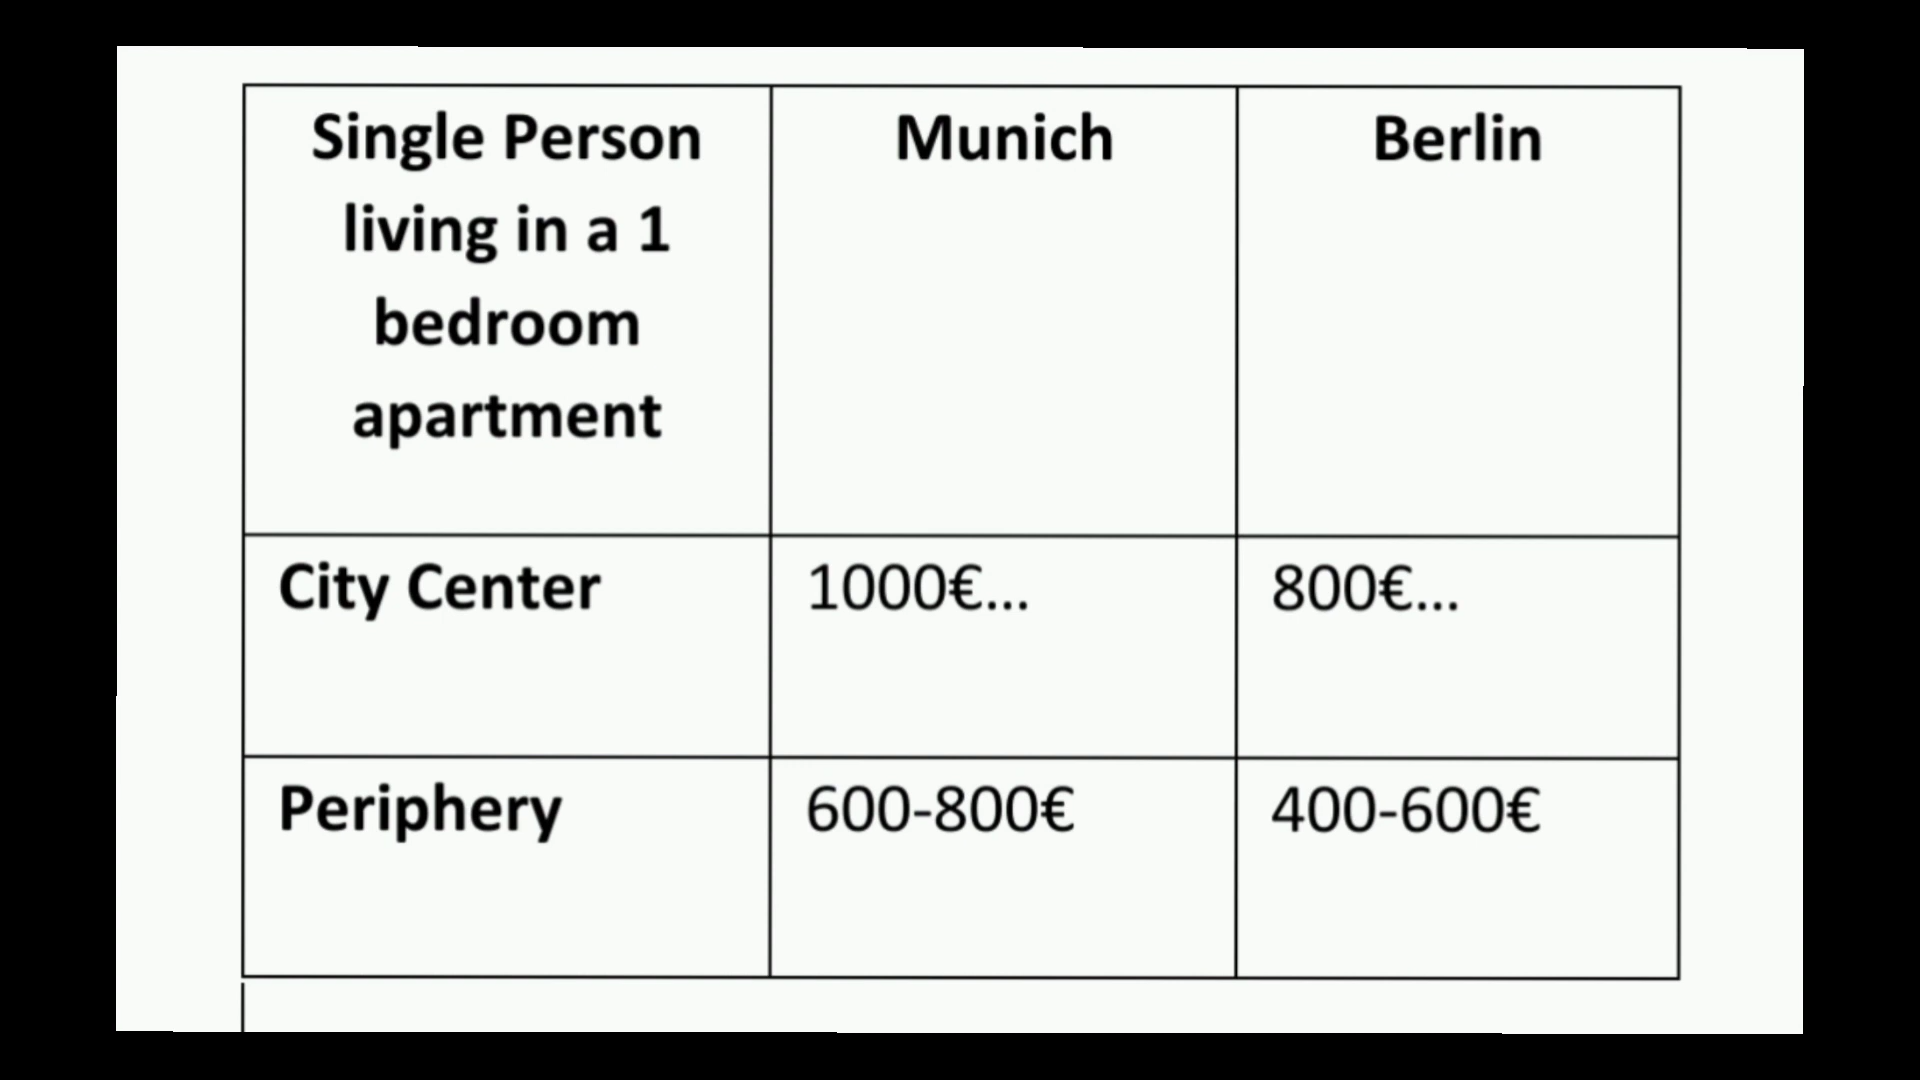 Single Person
living in a 1
bedroom
apartment
Munich
Berlin
City Center
1000€...
800€...
Periphery
600-800€
400-600€